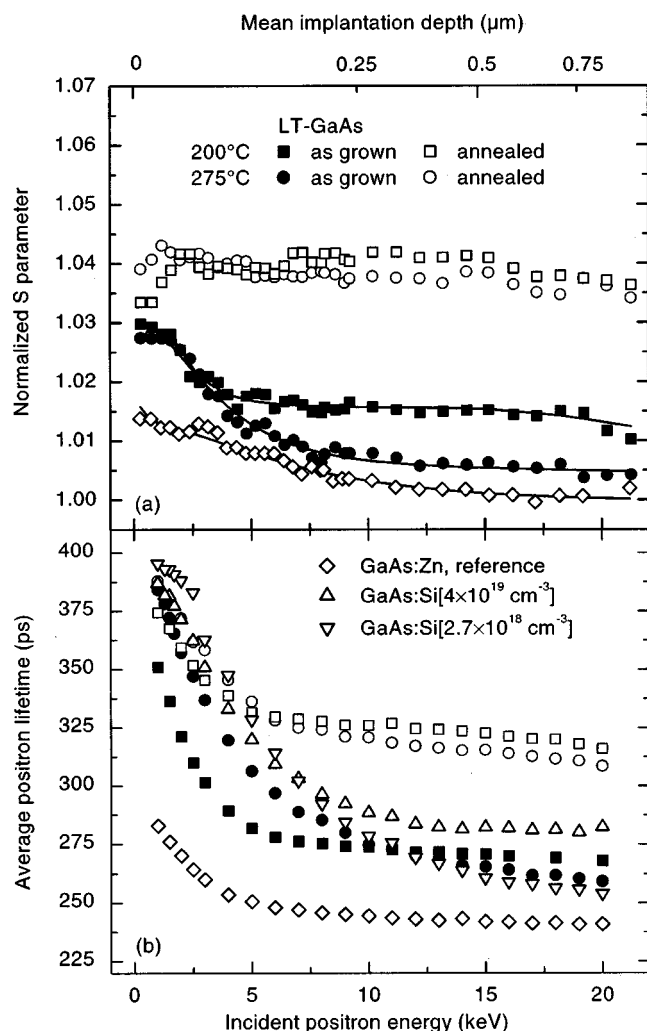 Mean implantation depth (μm)
0 0.25 0.5 0.75
1.07
1.06
1.05
1.04
1.03
1.02
1.01
1.00
Normalized S parameter
LT-GaAs
200°C ■ as grown □ annealed
275°C ● as grown ○ annealed
(a)
400
375
350
325
300
275
250
225
Average positron lifetime (ps)
◇ GaAs:Zn, reference
△ GaAs:Si[4×10¹⁹ cm⁻³]
▽ GaAs:Si[2.7×10¹⁸ cm⁻³]
(b)
0 5 10 15 20
Incident positron energy (keV)